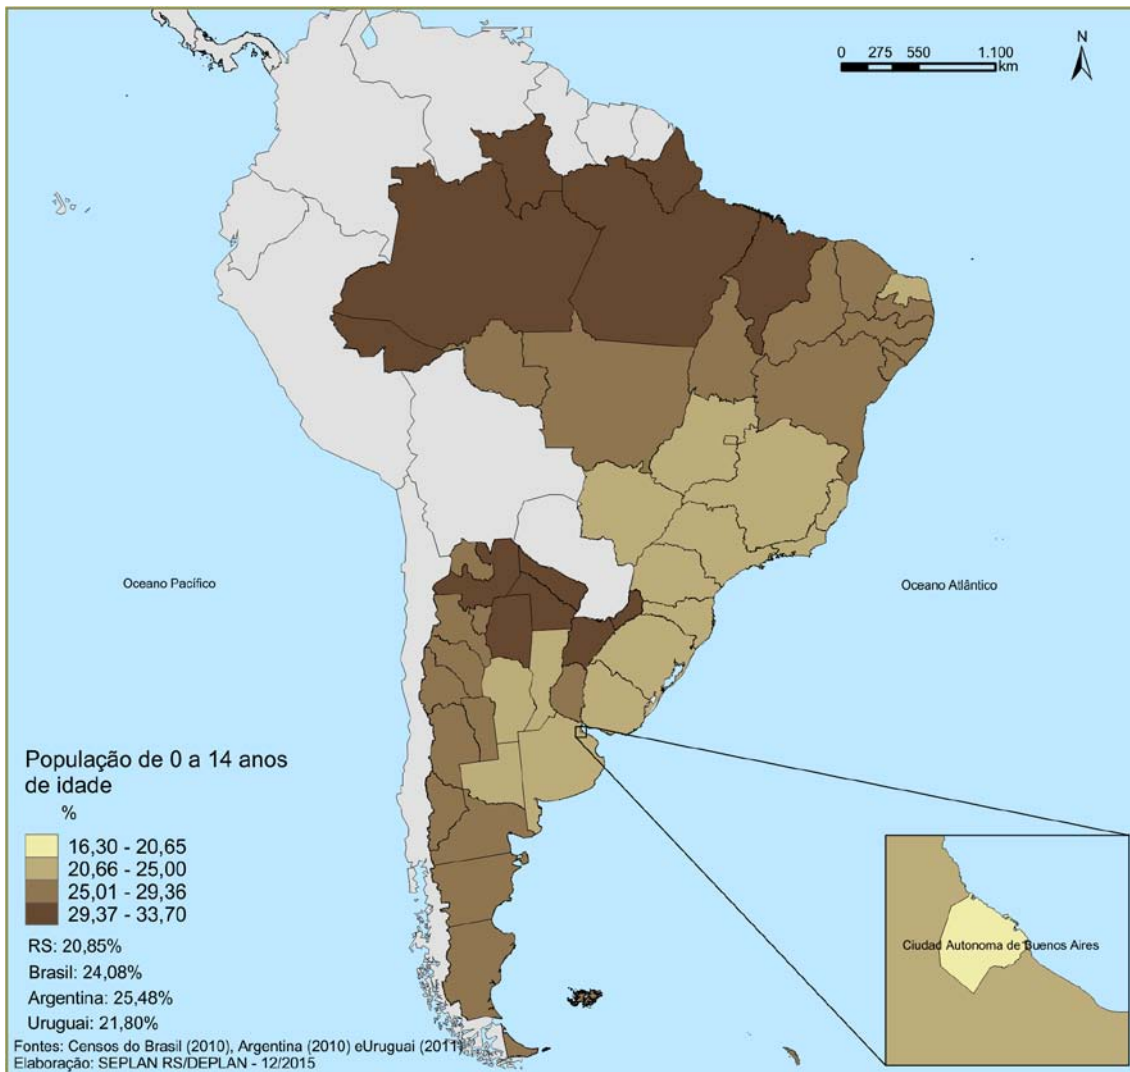 N
0 275 550 1.100
km
Oceano Pacífico
Oceano Atlântico
População de 0 a 14 anos
de idade
%
16,30 - 20,65
20,66 - 25,00
25,01 - 29,36
29,37 - 33,70
RS: 20,85%
Brasil: 24,08%
Argentina: 25,48%
Uruguai: 21,80%
Fontes: Censos do Brasil (2010), Argentina (2010) eUruguai (2011)
Elaboração: SEPLAN RS/DEPLAN - 12/2015
Ciudad Autonoma de Buenos Aires